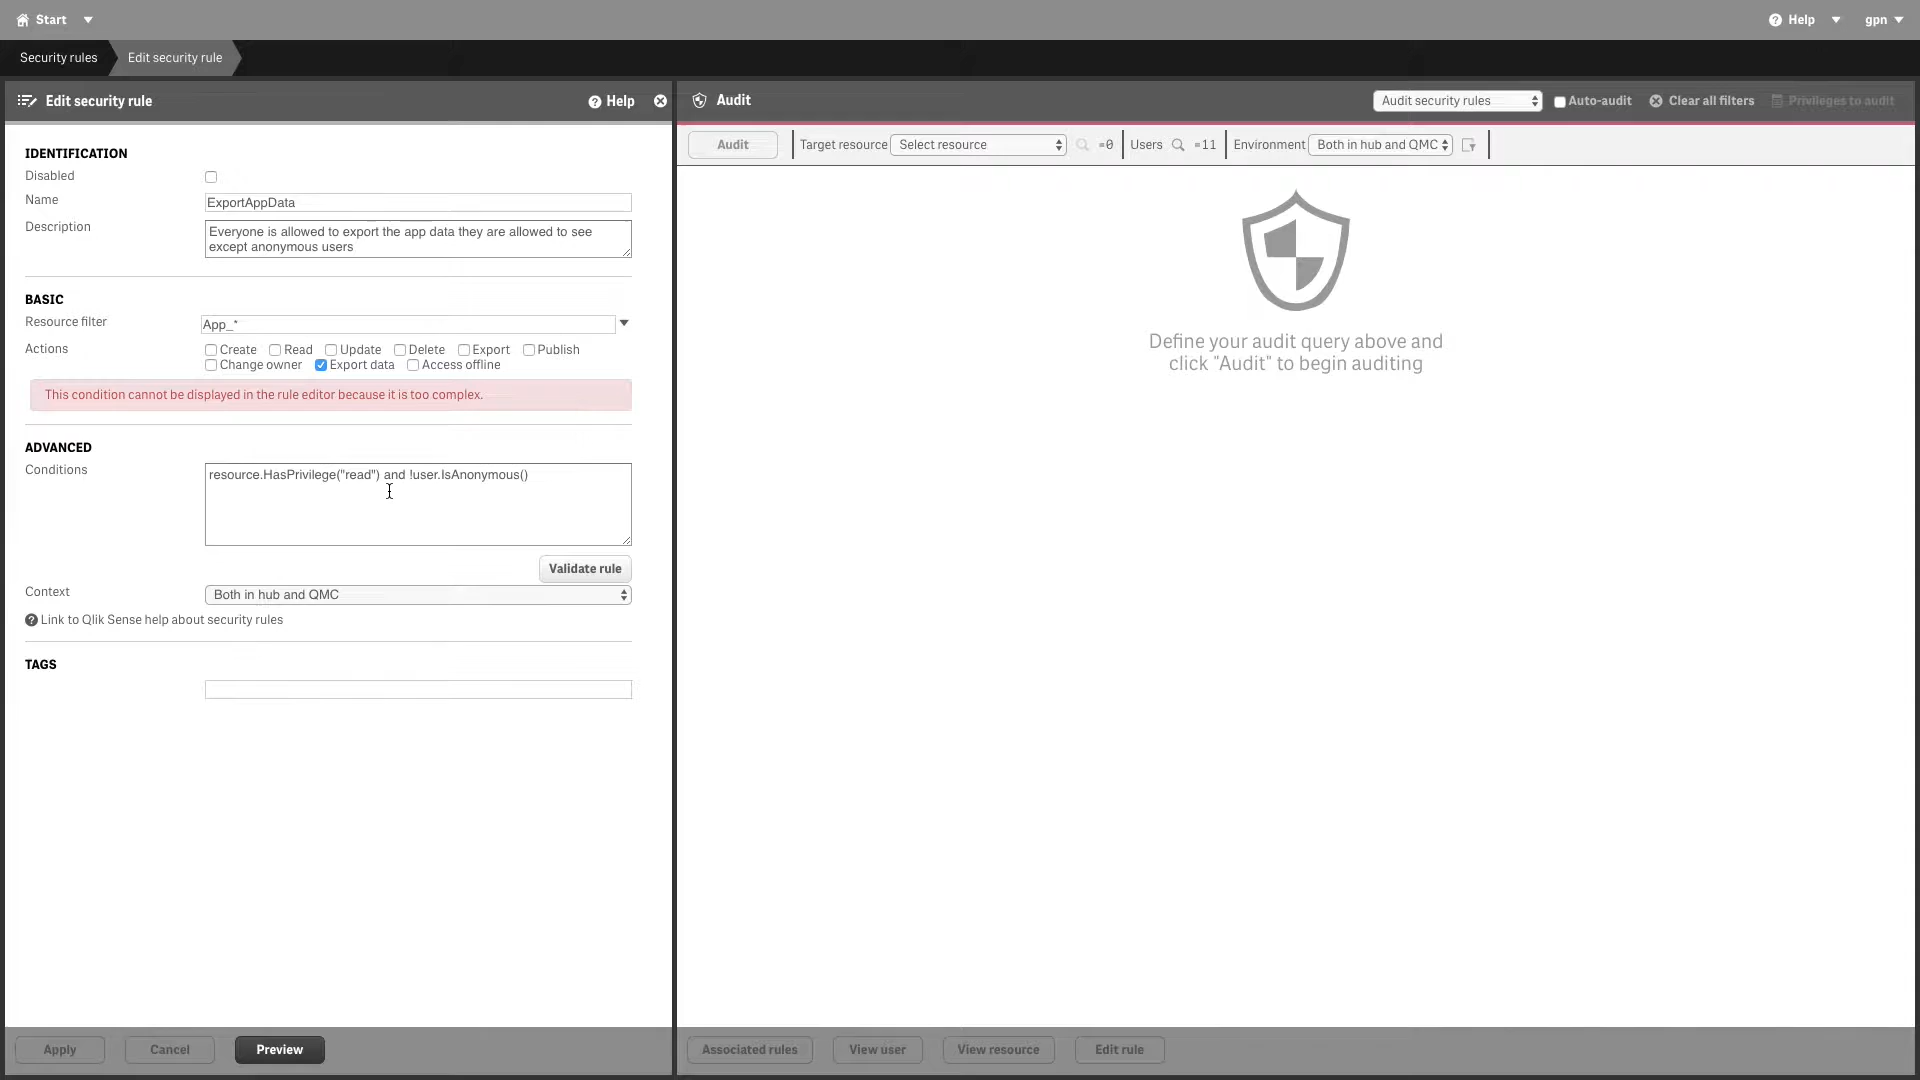 Start
Help
gpn
Security rules
Edit security rule
Edit security rule
Help
Audit
Audit security rules
Auto-audit
Clear all filters
Privileges to audit
Audit
Target resource
Select resource
=0
Users
=11
Environment
Both in hub and QMC
IDENTIFICATION
Disabled
Name
ExportAppData
Description
Everyone is allowed to export the app data they are allowed to see
except anonymous users
BASIC
Resource filter
App_*
Actions
Create Read Update Delete Export Publish
Change owner Export data Access offline
This condition cannot be displayed in the rule editor because it is too complex.
ADVANCED
Conditions
resource.HasPrivilege("read") and !user.IsAnonymous()
Validate rule
Context
Both in hub and QMC
Link to Qlik Sense help about security rules
TAGS
Define your audit query above and
click "Audit" to begin auditing
Apply
Cancel
Preview
Associated rules
View user
View resource
Edit rule